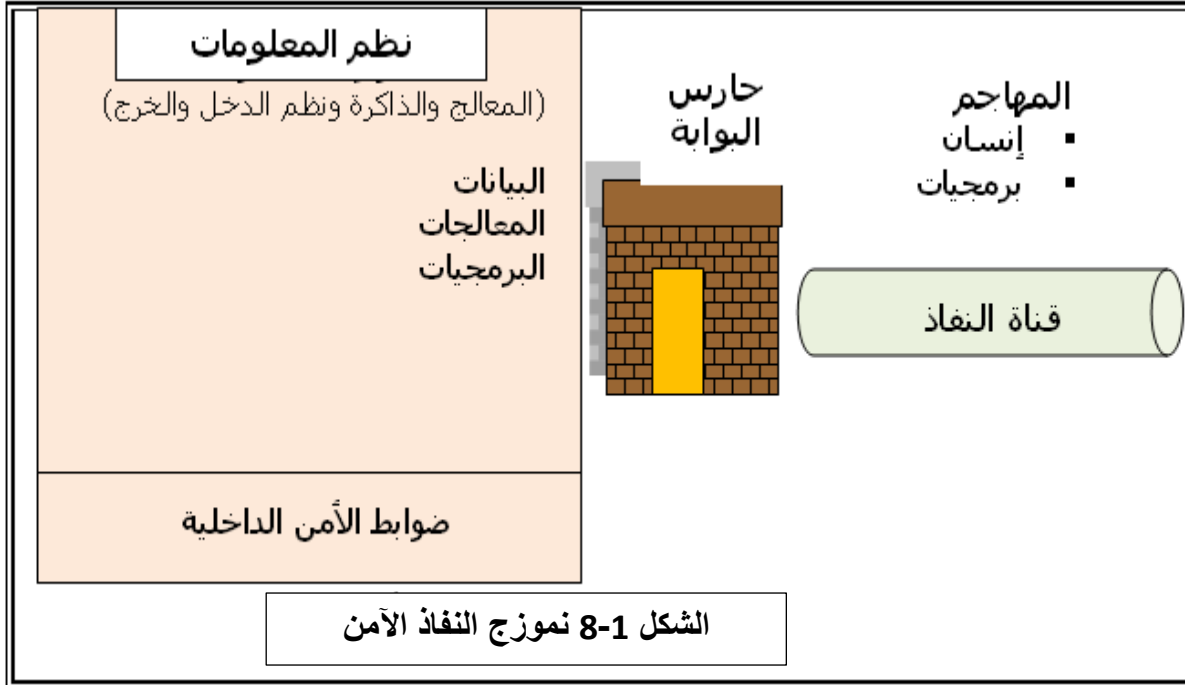 نظم المعلومات
(المعالج والذاكرة ونظم الدخل والخرج)
البيانات
المعالجات
البرمجيات
ضوابط الأمن الداخلية
حارس
البوابة
المهاجم
▪ إنسان
▪ برمجيات
قناة النفاذ
الشكل 1-8 نموزج النفاذ الآمن